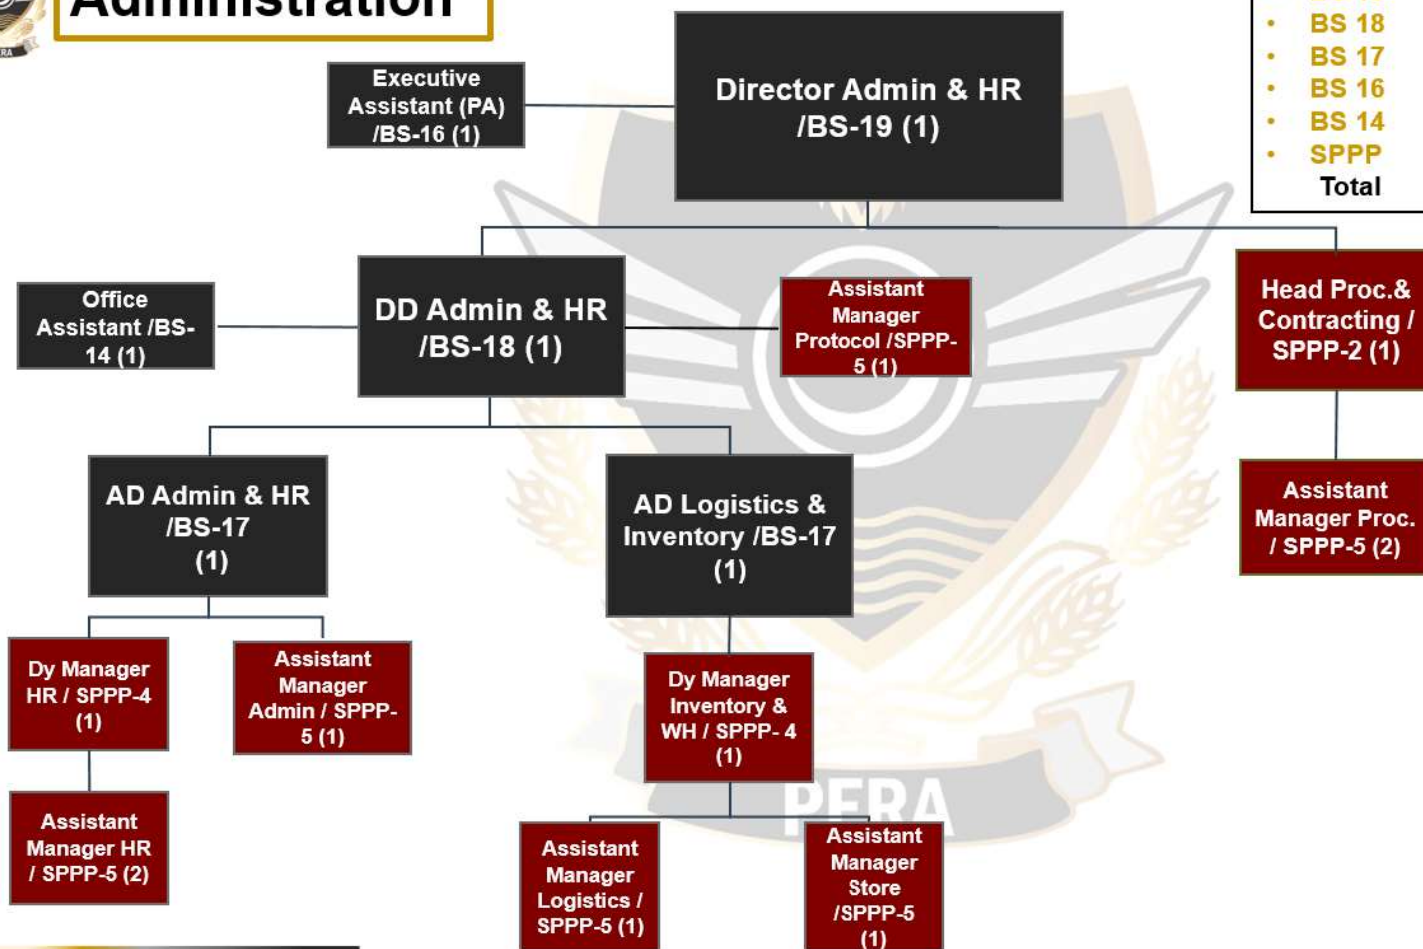 Administration
BS 18
BS 17
BS 16
BS 14
SPPP
Total
Executive
Assistant (PA)
/BS-16 (1)
Director Admin & HR
/BS-19 (1)
Office
Assistant /BS-
14 (1)
DD Admin & HR
/BS-18 (1)
Assistant
Manager
Protocol /SPPP-
5 (1)
Head Proc.&
Contracting /
SPPP-2 (1)
AD Admin & HR
/BS-17
(1)
AD Logistics &
Inventory /BS-17
(1)
Assistant
Manager Proc.
/ SPPP-5 (2)
Dy Manager
HR / SPPP-4
(1)
Assistant
Manager
Admin / SPPP-
5 (1)
Dy Manager
Inventory &
WH / SPPP- 4
(1)
Assistant
Manager HR
/ SPPP-5 (2)
Assistant
Manager
Logistics /
SPPP-5 (1)
Assistant
Manager
Store
/SPPP-5
(1)
PERA